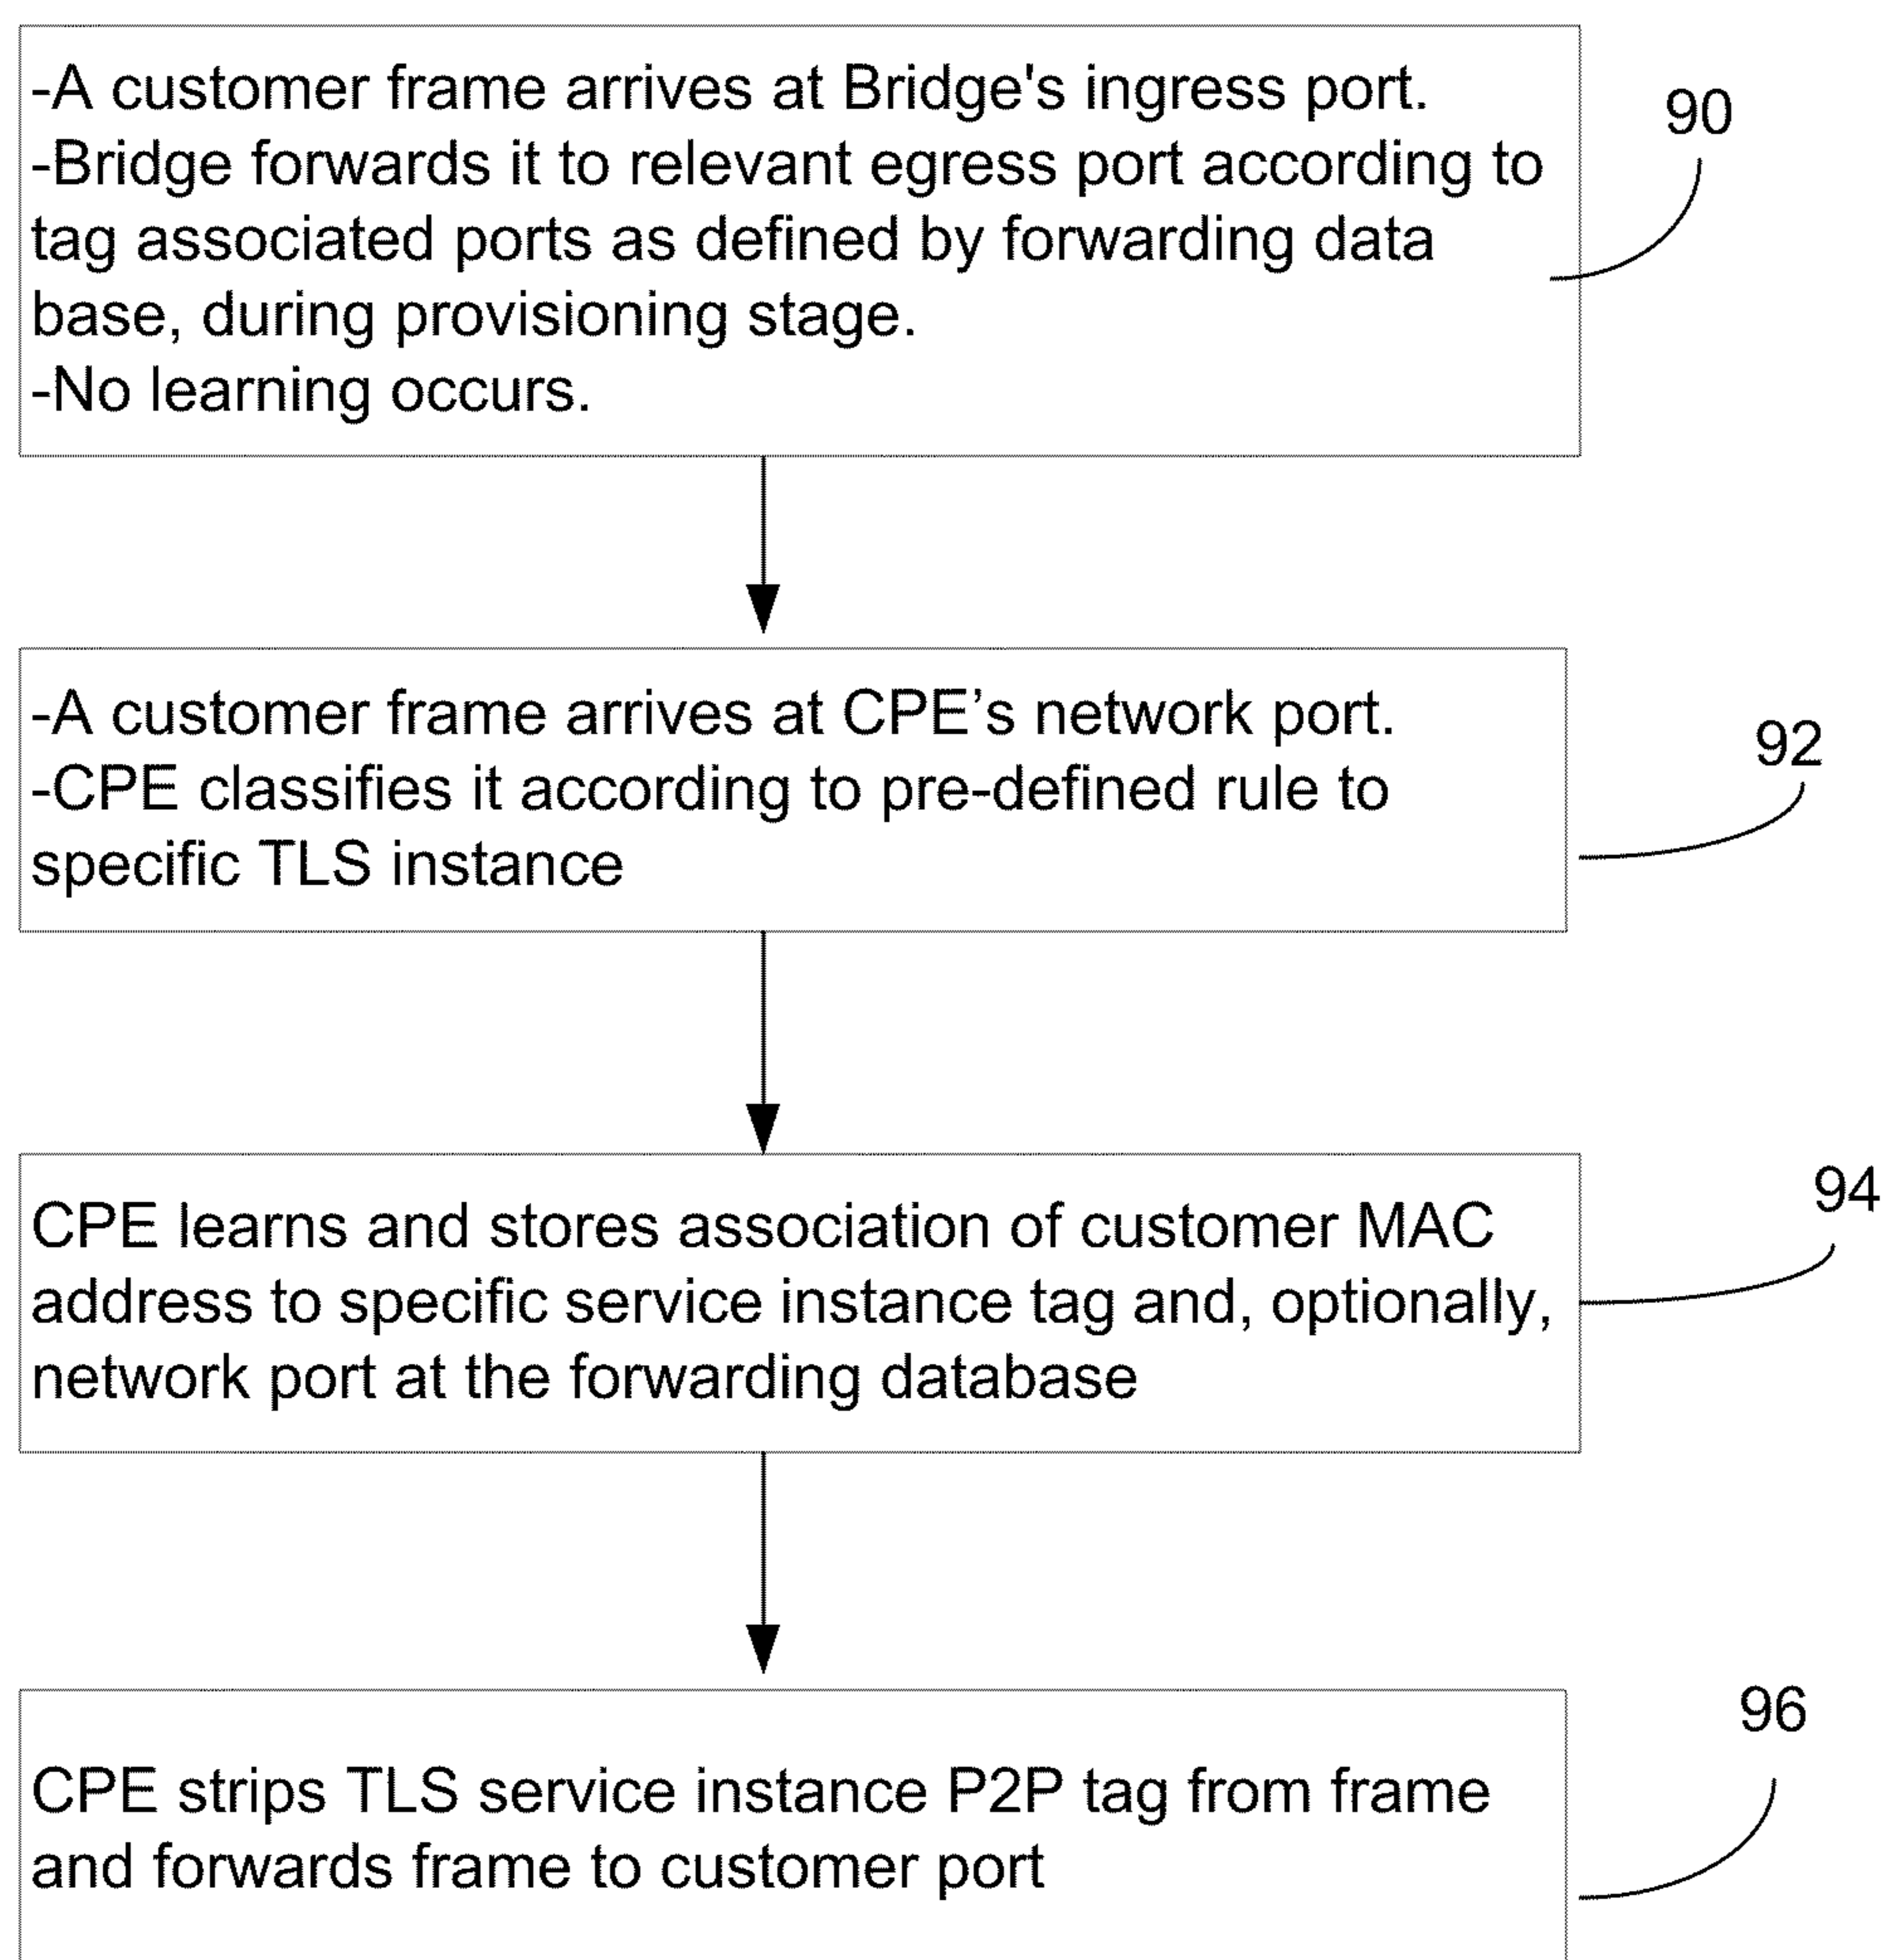 -A customer frame arrives at Bridge's ingress port.
-Bridge forwards it to relevant egress port according to
tag associated ports as defined by forwarding data
base, during provisioning stage.
-No learning occurs.
90
-A customer frame arrives at CPE’s network port.
-CPE classifies it according to pre-defined rule to
specific TLS instance
92
CPE learns and stores association of customer MAC
address to specific service instance tag and, optionally,
network port at the forwarding database
94
CPE strips TLS service instance P2P tag from frame
and forwards frame to customer port
96